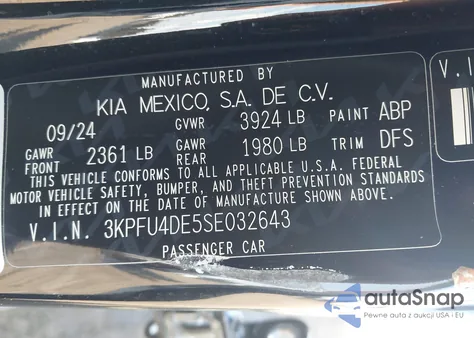 MANUFACTURED BY
KIA MEXICO, S.A. DE C.V.
09/24 GVWR 3924 LB PAINT ABP
GAWR FRONT 2361 LB GAWR REAR 1980 LB TRIM DFS
THIS VEHICLE CONFORMS TO ALL APPLICABLE U.S.A. FEDERAL
MOTOR VEHICLE SAFETY, BUMPER, AND THEFT PREVENTION STANDARDS
IN EFFECT ON THE DATE OF MANUFACTURE SHOWN ABOVE.
V.I.N. 3KPFU4DE5SE032643
PASSENGER CAR
V.I
autoSnap
Pewne auta z aukcji USA i EU